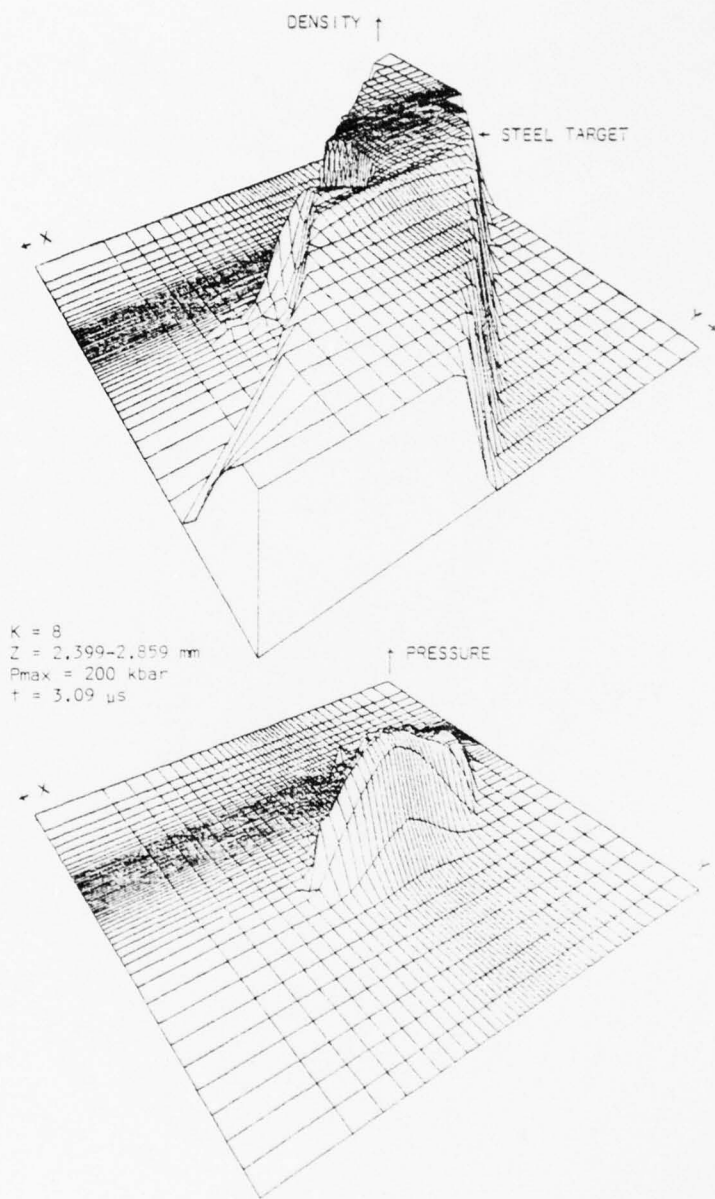 DENSITY ↑
← STEEL TARGET
← X
Y
K = 8
Z = 2.399-2.859 mm
Pmax = 200 kbar
t = 3.09 µs
↑ PRESSURE
← X
Y